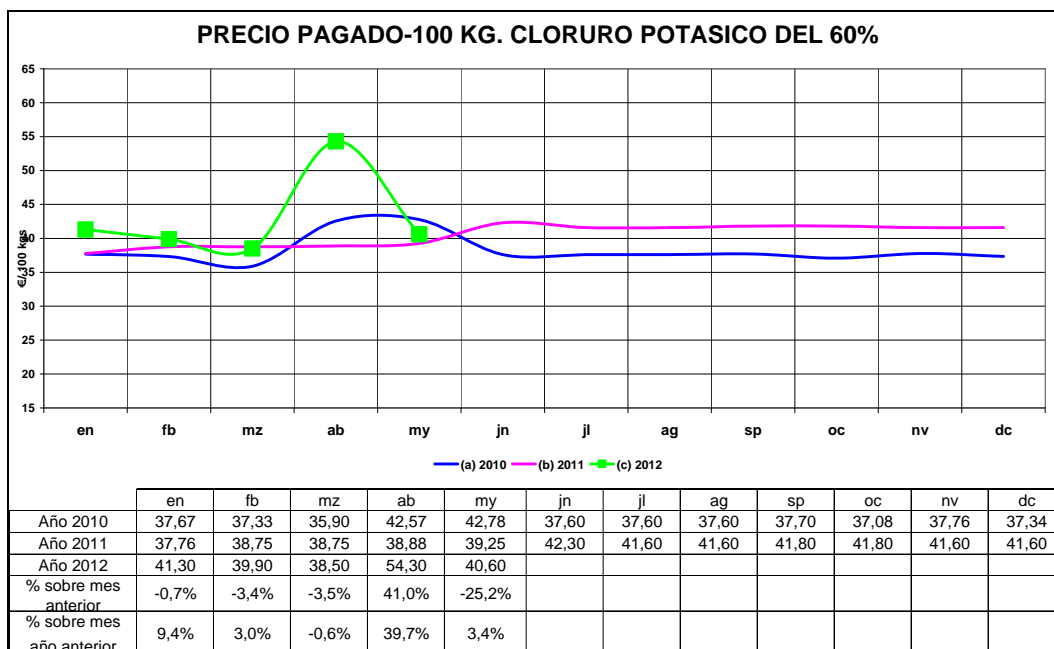 PRECIO PAGADO-100 KG. CLORURO POTASICO DEL 60%
65
60
55
50
45
40
35
30
25
20
15
€/ 100 kgs
en fb mz ab my jn jl ag sp oc nv dc
(a) 2010 (b) 2011 (c) 2012
en fb mz ab my jn jl ag sp oc nv dc
Año 2010 37,67 37,33 35,90 42,57 42,78 37,60 37,60 37,60 37,70 37,08 37,76 37,34
Año 2011 37,76 38,75 38,75 38,88 39,25 42,30 41,60 41,60 41,80 41,80 41,60 41,60
Año 2012 41,30 39,90 38,50 54,30 40,60
% sobre mes
anterior -0,7% -3,4% -3,5% 41,0% -25,2%
% sobre mes
año anterior 9,4% 3,0% -0,6% 39,7% 3,4%